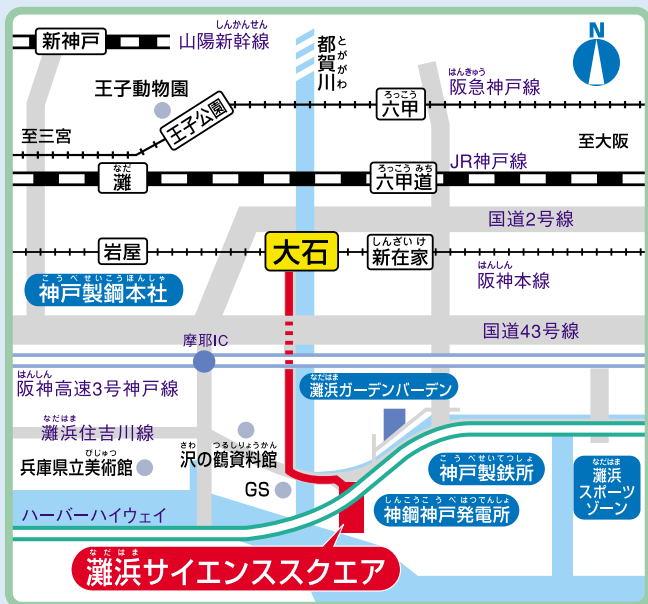 しんかんせん
新神戸
山陽新幹線
都賀川
とがわ
N
王子動物園
王子公園
ろっこう
六甲
はんきゅう
阪急神戸線
至三宮
至大阪
なだ
灘
ろっこう みち
六甲道
JR神戸線
国道2号線
岩屋
大石
しんざいけ
新在家
はんしん
阪神本線
こうべせいこうほんしゃ
神戸製鋼本社
国道43号線
摩耶IC
はんしん
阪神高速3号神戸線
なだはま
灘浜ガーデンバーデン
なだはま
灘浜住吉川線
びじゅつ
兵庫県立美術館
さわ つるしりょうかん
沢の鶴資料館
GS
こうべせいてつしょ
神戸製鉄所
しんこうこうべはつでんしょ
神鋼神戸発電所
なだはま
灘浜
スポーツ
ゾーン
ハーバーハイウェイ
なだはま
灘浜サイエンススクエア